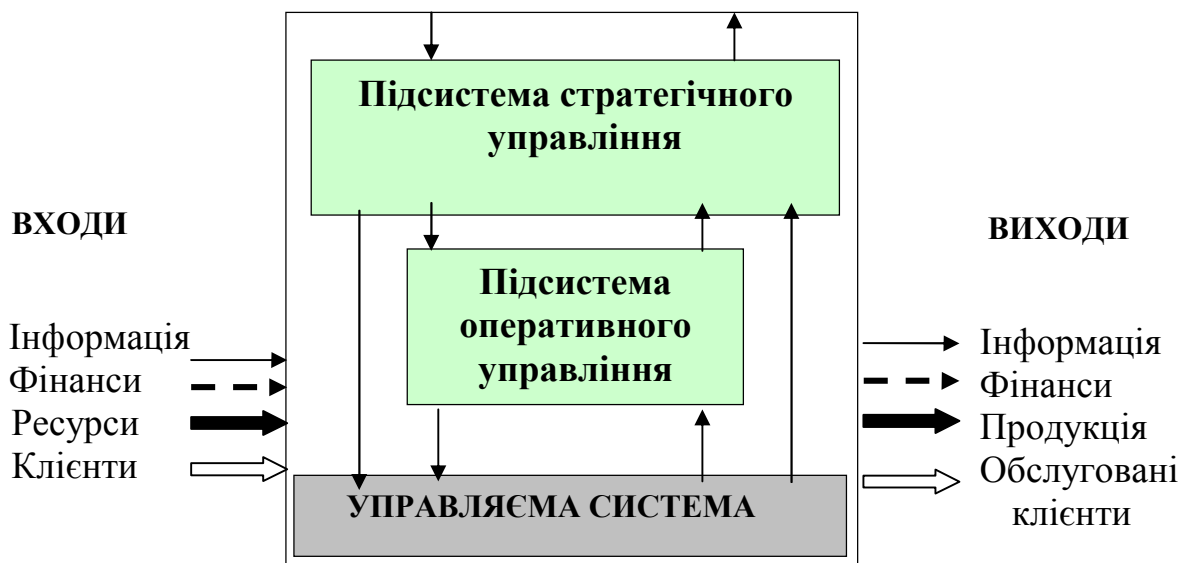 Підсистема стратегічного
управління
ВХОДИ
ВИХОДИ
Підсистема
оперативного
управління
Інформація
Фінанси
Ресурси
Клієнти
Інформація
Фінанси
Продукція
Обслуговані
клієнти
УПРАВЛЯЄМА СИСТЕМА